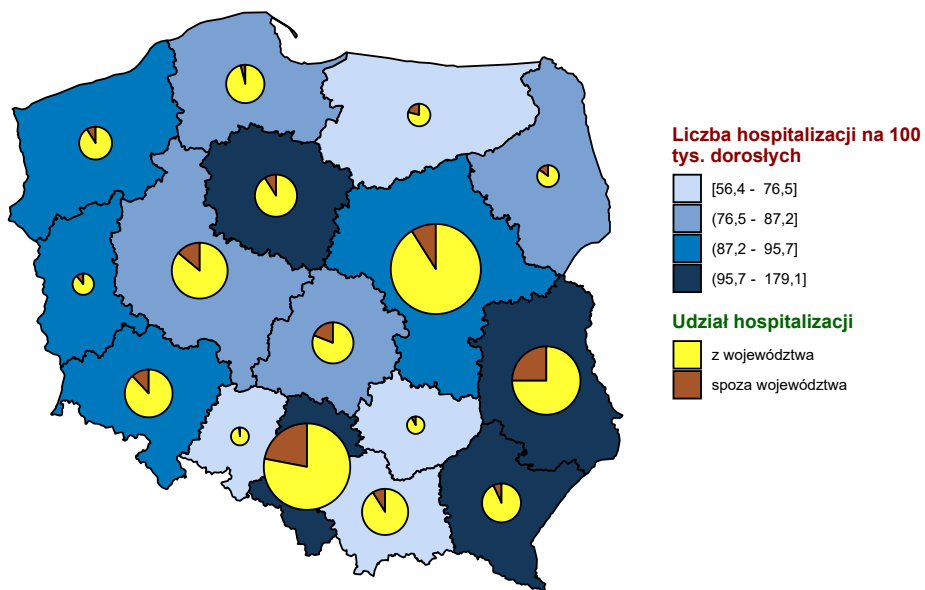 Liczba hospitalizacji na 100
tys. dorosłych
[56,4 - 76,5]
(76,5 - 87,2]
(87,2 - 95,7]
(95,7 - 179,1]
Udział hospitalizacji
z województwa
spoza województwa